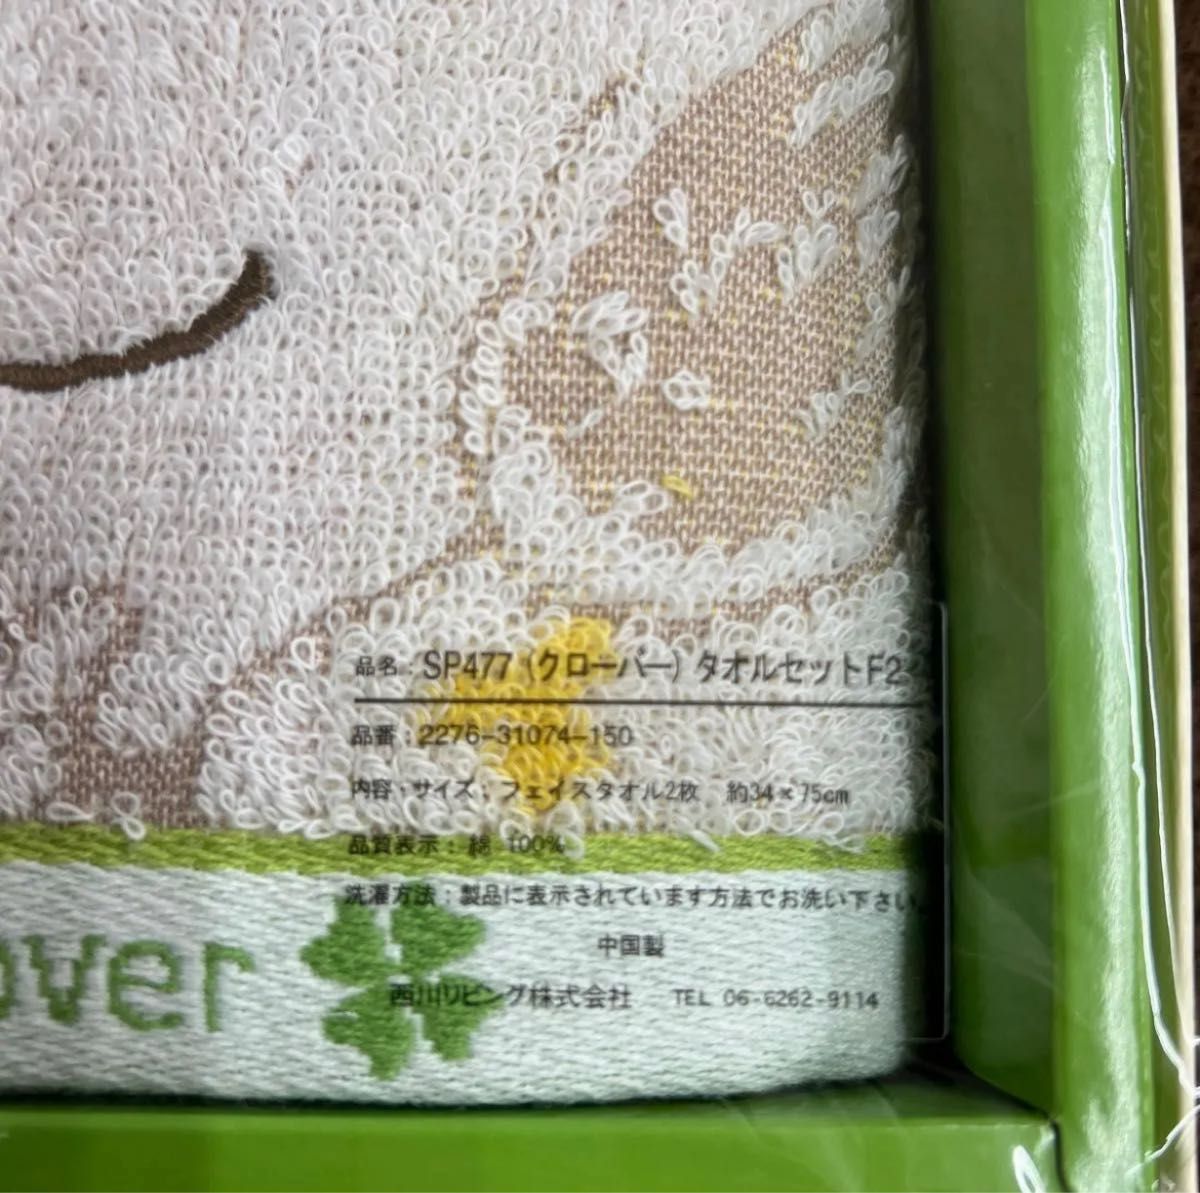 品名：SP477（クローバー）タオルセットF2
品番：2276-31074-150
内容・サイズ：フェイスタオル2枚　約34×75cm
品質表示：綿 100%
洗濯方法：製品に表示されています方法でお洗い下さい。
中国製
西川リビング株式会社　TEL 06-6262-9114
over